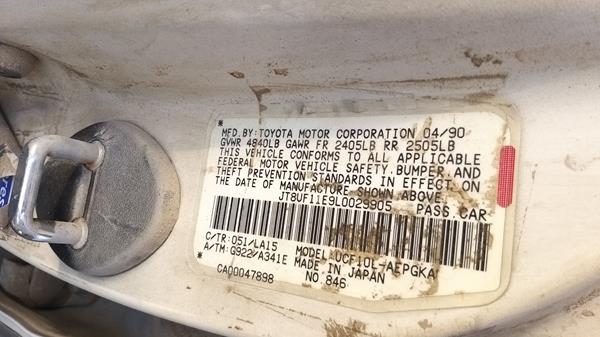 MFD.BY:TOYOTA MOTOR CORPORATION 04/90
GVWR 4840LB GAWR FR 2405LB RR 2505LB
THIS VEHICLE CONFORMS TO ALL APPLICABLE
FEDERAL MOTOR VEHICLE SAFETY,BUMPER,AND
THEFT PREVENTION STANDARDS IN EFFECT ON
THE DATE OF MANUFACTURE SHOWN ABOVE.
JT8UF11E9L0029905 PASS.CAR
C/TR:051/LA15 MODEL:UCF10L-AEPGKA
A/TM:G922/A341E MADE IN JAPAN
CA00047898 NO.846